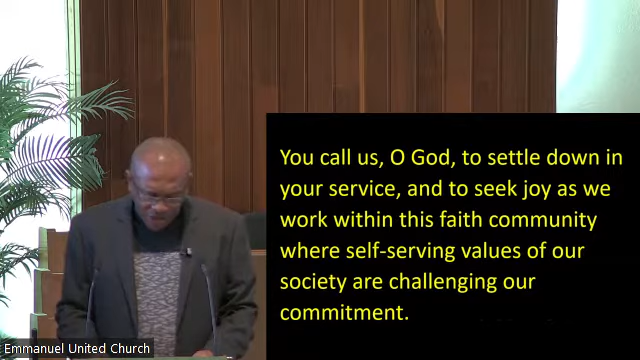 You call us, O God, to settle down in
your service, and to seek joy as we
work within this faith community
where self-serving values of our
society are challenging our
commitment.
Emmanuel United Church